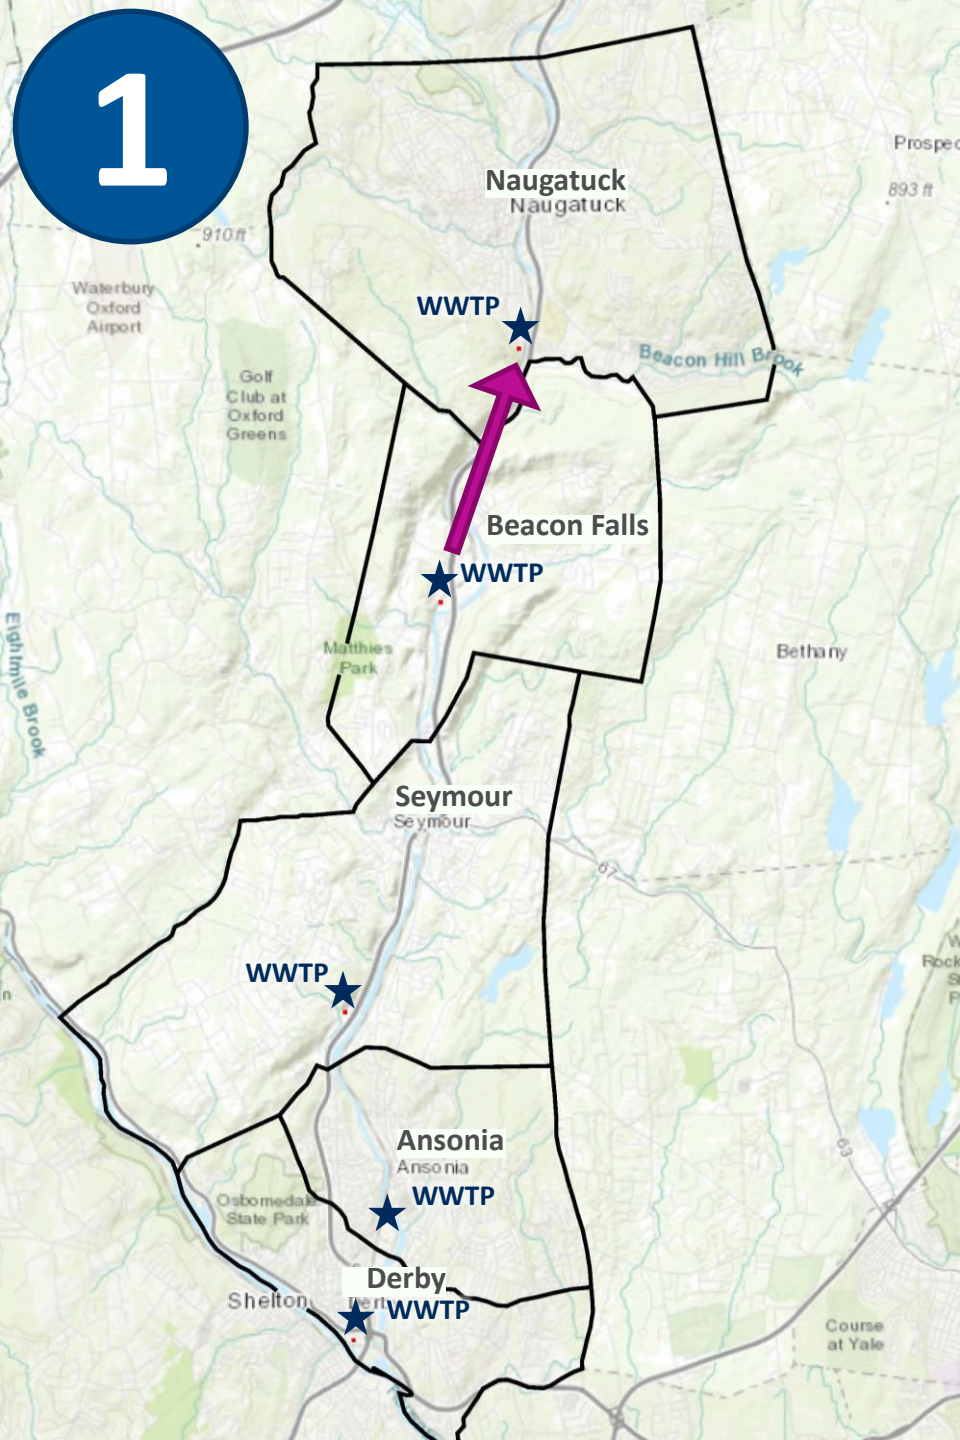 1
Prospec
893 ft
Naugatuck
Naugatuck
910 ft
Waterbury
Oxford
Airport
WWTP
Beacon Hill Brook
Golf
Club at
Oxford
Greens
Beacon Falls
WWTP
Eightmile Brook
Matthies
Park
Bethany
Seymour
Seymour
67
WWTP
Rock
63
Ansonia
Ansonia
WWTP
Osbornedale
State Park
Derby
Shelton
WWTP
Course
at Yale